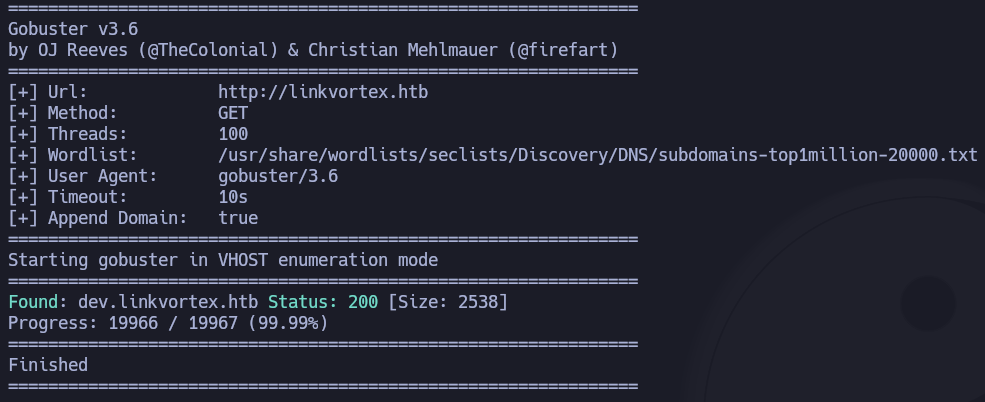 ===============================================================
Gobuster v3.6
by OJ Reeves (@TheColonial) & Christian Mehlmauer (@firefart)
===============================================================
[+] Url:             http://linkvortex.htb
[+] Method:          GET
[+] Threads:         100
[+] Wordlist:        /usr/share/wordlists/seclists/Discovery/DNS/subdomains-top1million-20000.txt
[+] User Agent:      gobuster/3.6
[+] Timeout:         10s
[+] Append Domain:   true
===============================================================
Starting gobuster in VHOST enumeration mode
===============================================================
Found: dev.linkvortex.htb Status: 200 [Size: 2538]
Progress: 19966 / 19967 (99.99%)
===============================================================
Finished
===============================================================